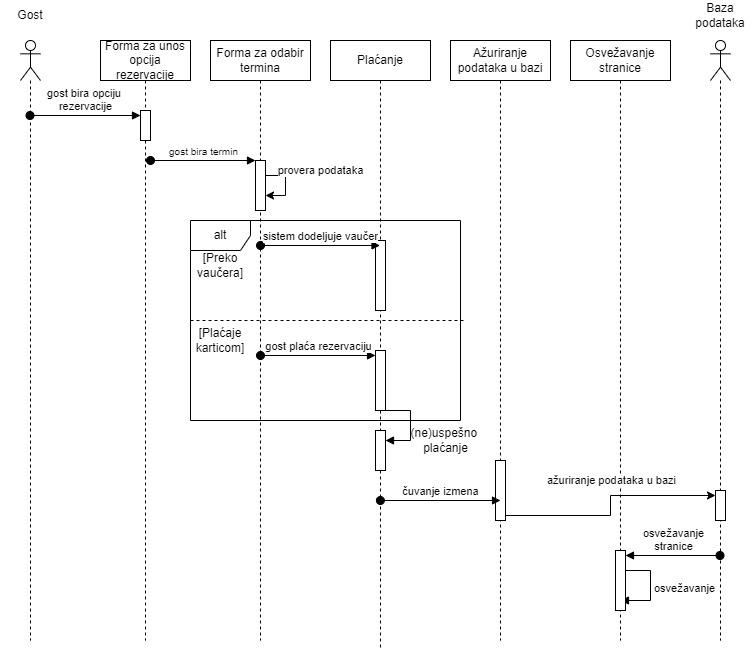 Gost
Baza
podataka
Forma za unos
opcija
rezervacije
Forma za odabir
termina
Plaćanje
Ažuriranje
podataka u bazi
Osvežavanje
stranice
gost bira opciju
rezervacije
gost bira termin
provera podataka
alt
sistem dodeljuje vaučer
[Preko
vaučera]
[Plaćaje
karticom]
gost plaća rezervaciju
(ne)uspešno
plaćanje
čuvanje izmena
ažuriranje podataka u bazi
osvežavanje
stranice
osvežavanje